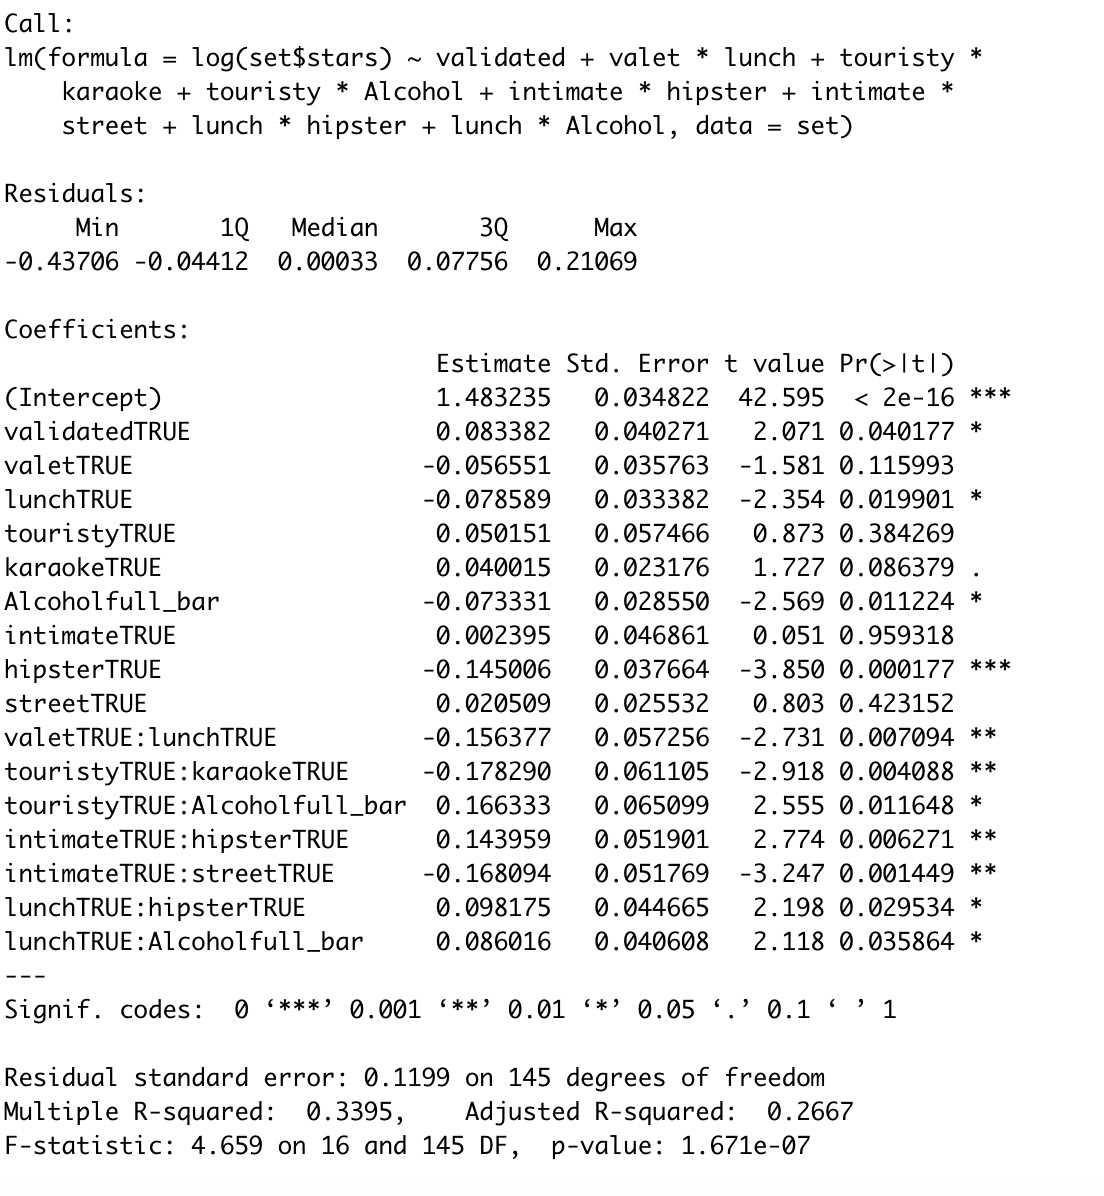 Call:
lm(formula = log(set$stars) ~ validated + valet * lunch + touristy *
    karaoke + touristy * Alcohol + intimate * hipster + intimate *
    street + lunch * hipster + lunch * Alcohol, data = set)

Residuals:
     Min       1Q   Median       3Q      Max
-0.43706 -0.04412  0.00033  0.07756  0.21069

Coefficients:
                            Estimate Std. Error t value Pr(>|t|)
(Intercept)                 1.483235   0.034822  42.595  < 2e-16 ***
validatedTRUE               0.083382   0.040271   2.071 0.040177 *
valetTRUE                  -0.056551   0.035763  -1.581 0.115993
lunchTRUE                  -0.078589   0.033382  -2.354 0.019901 *
touristyTRUE                0.050151   0.057466   0.873 0.384269
karaokeTRUE                 0.040015   0.023176   1.727 0.086379 .
Alcoholfull_bar            -0.073331   0.028550  -2.569 0.011224 *
intimateTRUE                0.002395   0.046861   0.051 0.959318
hipsterTRUE                -0.145006   0.037664  -3.850 0.000177 ***
streetTRUE                  0.020509   0.025532   0.803 0.423152
valetTRUE:lunchTRUE        -0.156377   0.057256  -2.731 0.007094 **
touristyTRUE:karaokeTRUE   -0.178290   0.061105  -2.918 0.004088 **
touristyTRUE:Alcoholfull_bar  0.166333   0.065099   2.555 0.011648 *
intimateTRUE:hipsterTRUE    0.143959   0.051901   2.774 0.006271 **
intimateTRUE:streetTRUE    -0.168094   0.051769  -3.247 0.001449 **
lunchTRUE:hipsterTRUE       0.098175   0.044665   2.198 0.029534 *
lunchTRUE:Alcoholfull_bar   0.086016   0.040608   2.118 0.035864 *
---
Signif. codes:  0 ‘***’ 0.001 ‘**’ 0.01 ‘*’ 0.05 ‘.’ 0.1 ‘ ’ 1

Residual standard error: 0.1199 on 145 degrees of freedom
Multiple R-squared:  0.3395,    Adjusted R-squared:  0.2667
F-statistic: 4.659 on 16 and 145 DF,  p-value: 1.671e-07